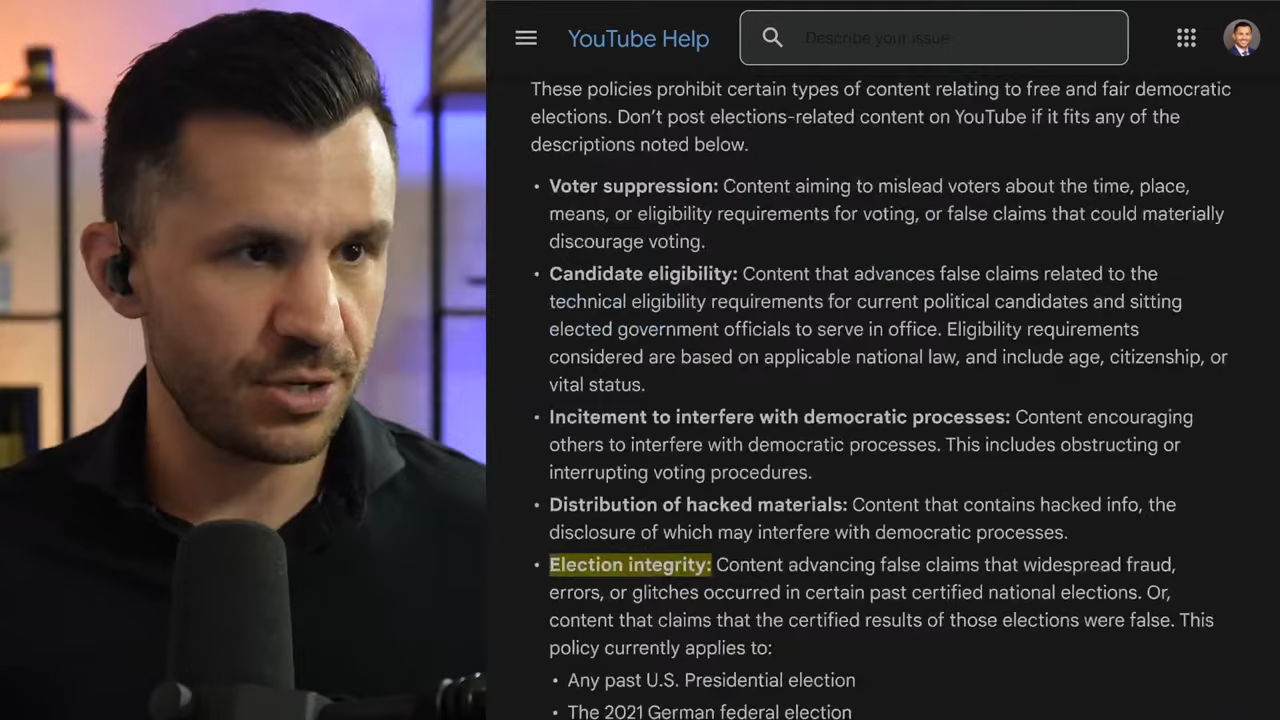 YouTube Help
Describe your issue
These policies prohibit certain types of content relating to free and fair democratic
elections. Don’t post elections-related content on YouTube if it fits any of the
descriptions noted below.
• Voter suppression: Content aiming to mislead voters about the time, place,
means, or eligibility requirements for voting, or false claims that could materially
discourage voting.
• Candidate eligibility: Content that advances false claims related to the
technical eligibility requirements for current political candidates and sitting
elected government officials to serve in office. Eligibility requirements
considered are based on applicable national law, and include age, citizenship, or
vital status.
• Incitement to interfere with democratic processes: Content encouraging
others to interfere with democratic processes. This includes obstructing or
interrupting voting procedures.
• Distribution of hacked materials: Content that contains hacked info, the
disclosure of which may interfere with democratic processes.
• Election integrity: Content advancing false claims that widespread fraud,
errors, or glitches occurred in certain past certified national elections. Or,
content that claims that the certified results of those elections were false. This
policy currently applies to:
• Any past U.S. Presidential election
• The 2021 German federal election